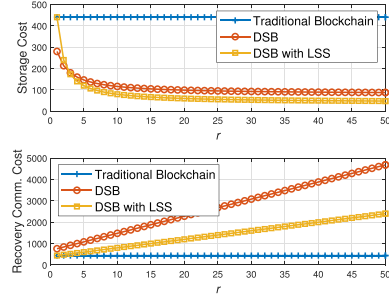 500
400
300
200
100
0
Storage Cost
Traditional Blockchain
DSB
DSB with LSS
0 5 10 15 20 25 30 35 40 45 50
r
5000
4000
3000
2000
1000
0
Recovery Comm. Cost
Traditional Blockchain
DSB
DSB with LSS
0 5 10 15 20 25 30 35 40 45 50
r